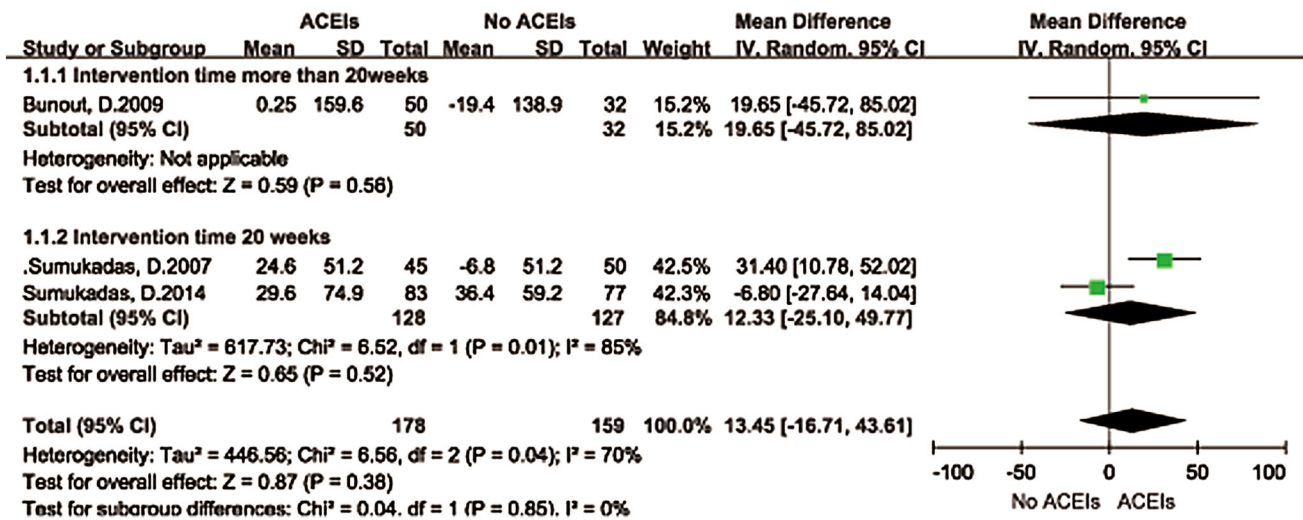 ACEIs No ACEIs Mean Difference Mean Difference
Study or Subgroup Mean SD Total Mean SD Total Weight IV, Random, 95% CI IV, Random, 95% CI
1.1.1 Intervention time more than 20weeks
Bunout, D.2009 0.25 159.6 50 -19.4 138.9 32 15.2% 19.65 [-45.72, 85.02]
Subtotal (95% CI) 50 32 15.2% 19.65 [-45.72, 85.02]
Heterogeneity: Not applicable
Test for overall effect: Z = 0.59 (P = 0.56)
1.1.2 Intervention time 20 weeks
.Sumukadas, D.2007 24.6 51.2 45 -6.8 51.2 50 42.5% 31.40 [10.78, 52.02]
Sumukadas, D.2014 29.6 74.9 83 36.4 59.2 77 42.3% -6.80 [-27.64, 14.04]
Subtotal (95% CI) 128 127 84.8% 12.33 [-25.10, 49.77]
Heterogeneity: Tau² = 617.73; Chi² = 6.52, df = 1 (P = 0.01); I² = 85%
Test for overall effect: Z = 0.65 (P = 0.52)
Total (95% CI) 178 159 100.0% 13.45 [-16.71, 43.61]
Heterogeneity: Tau² = 446.56; Chi² = 6.56, df = 2 (P = 0.04); I² = 70%
Test for overall effect: Z = 0.87 (P = 0.38)
Test for subgroup differences: Chi² = 0.04, df = 1 (P = 0.85), I² = 0%
-100 -50 0 50 100
No ACEIs ACEIs